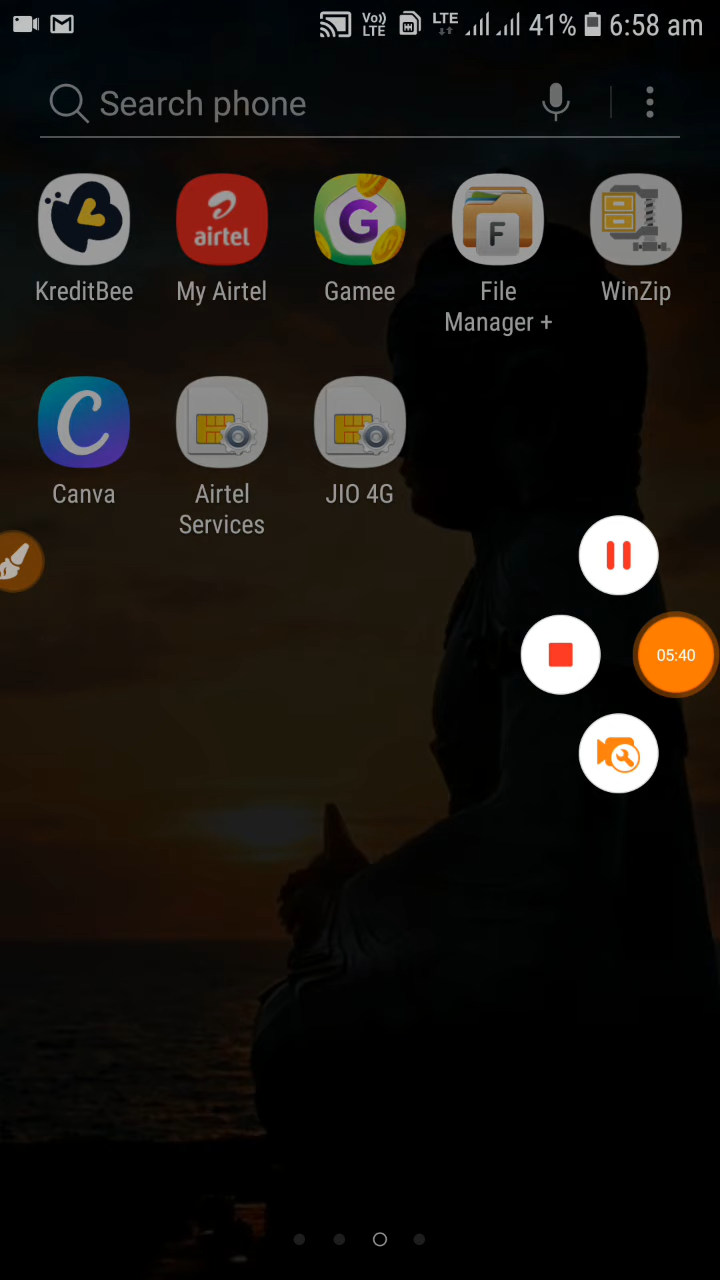 Vo)) LTE LTE 41% 6:58 am
Search phone
airtel
G
F
KreditBee My Airtel Gamee File Manager + WinZip
C
Canva Airtel Services JIO 4G
05:40